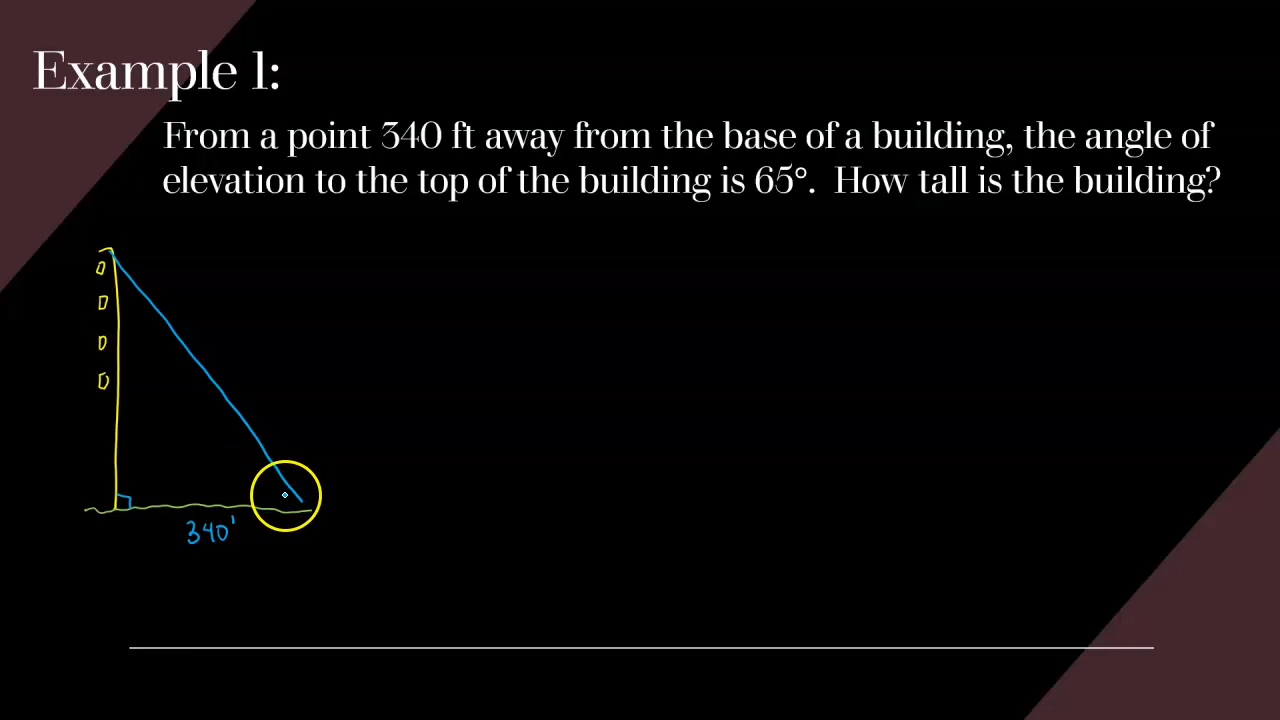 Example 1:
From a point 340 ft away from the base of a building, the angle of
elevation to the top of the building is 65°. How tall is the building?
340'